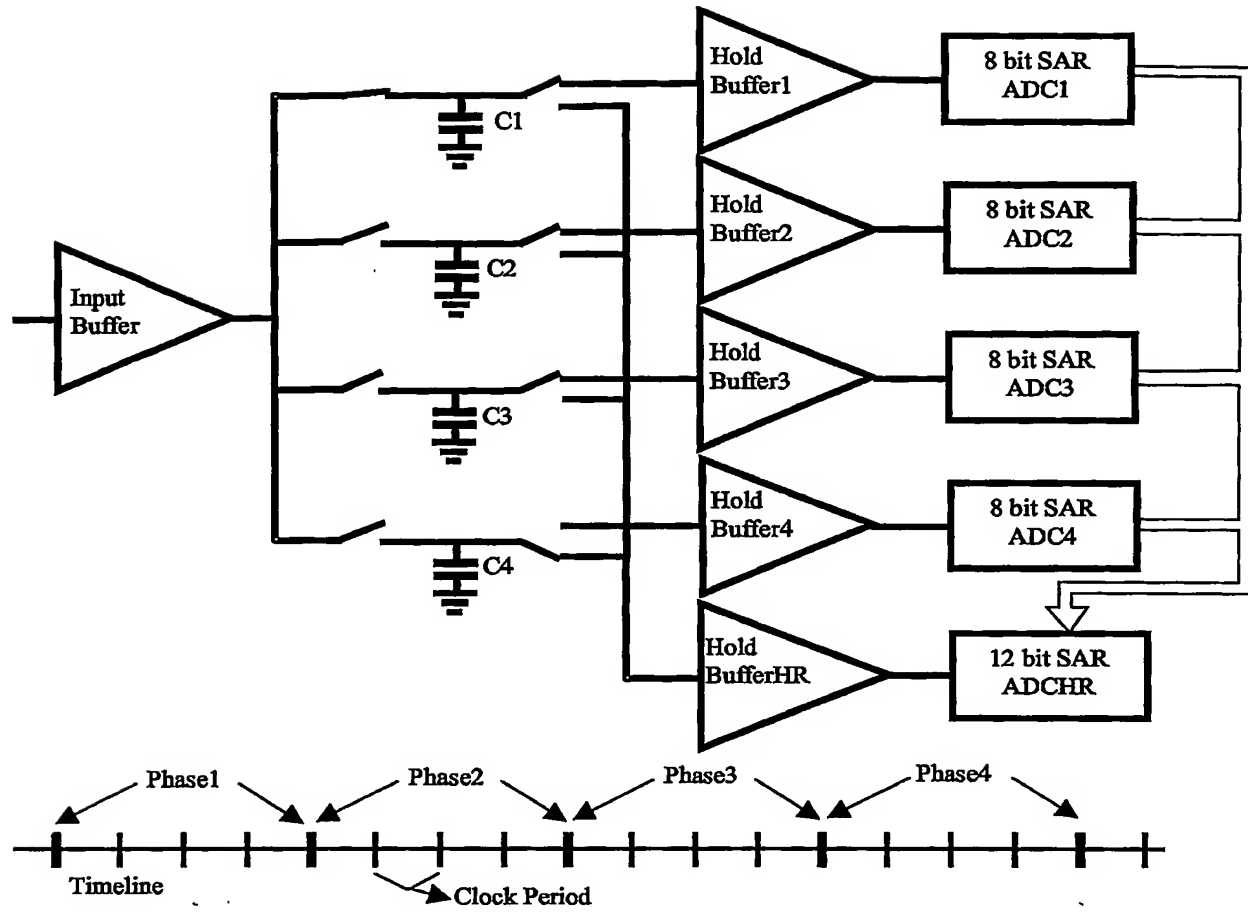 Hold
Buffer1
8 bit SAR
ADC1
C1
Hold
Buffer2
8 bit SAR
ADC2
C2
Input
Buffer
Hold
Buffer3
8 bit SAR
ADC3
C3
Hold
Buffer4
8 bit SAR
ADC4
C4
Hold
BufferHR
12 bit SAR
ADCHR
Phase1
Phase2
Phase3
Phase4
Timeline
Clock Period